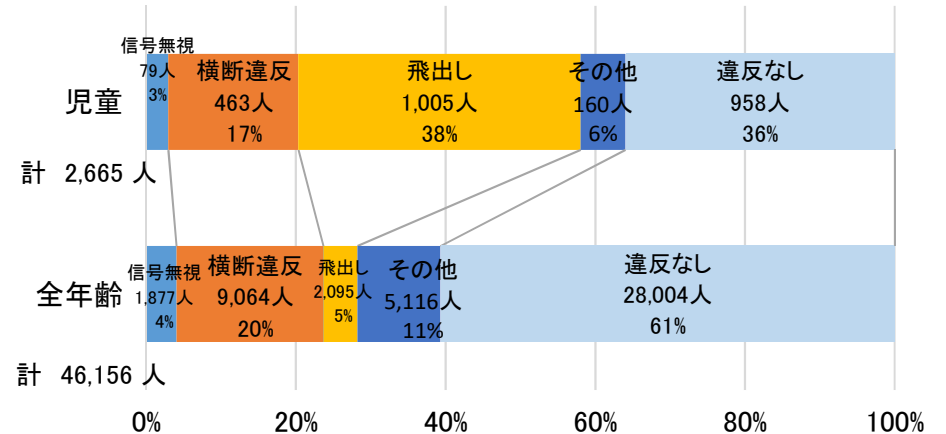 児童
計 2,665 人
信号無視
79人
3%
横断違反
463人
17%
飛出し
1,005人
38%
その他
160人
6%
違反なし
958人
36%
全年齢
計 46,156 人
信号無視
1,877人
4%
横断違反
9,064人
20%
飛出し
2,095人
5%
その他
5,116人
11%
違反なし
28,004人
61%
0%
20%
40%
60%
80%
100%